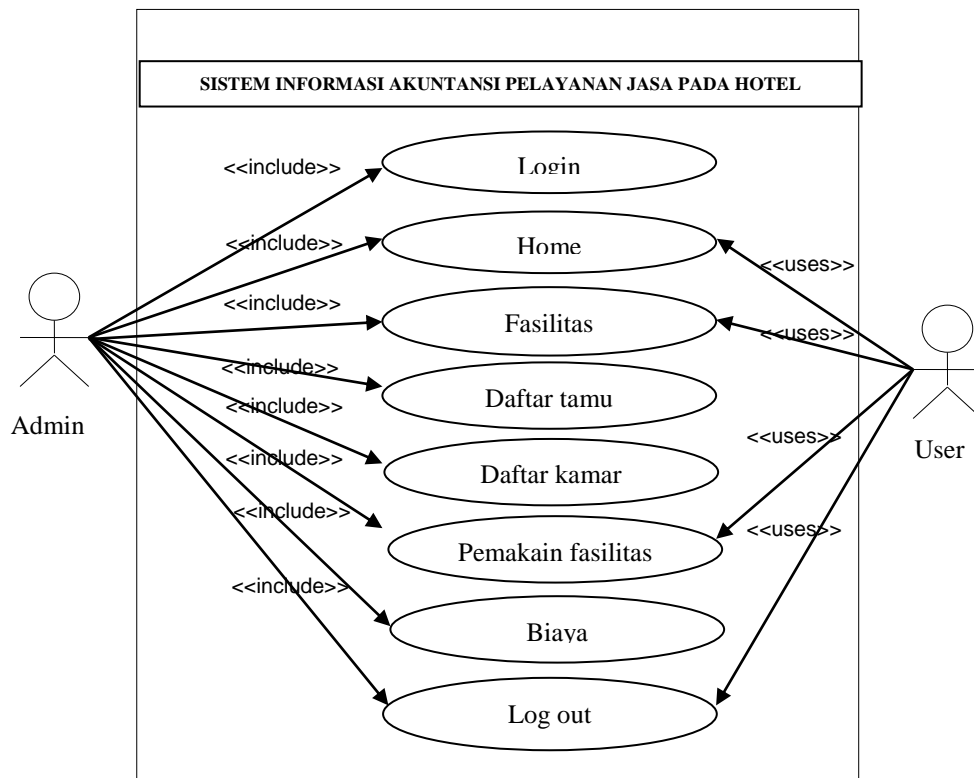 SISTEM INFORMASI AKUNTANSI PELAYANAN JASA PADA HOTEL
<<include>>
Login
<<include>>
Home
<<uses>>
<<include>>
Fasilitas
<<uses>>
<<include>>
Daftar tamu
Admin
<<include>>
<<uses>>
User
<<include>>
Daftar kamar
<<include>>
Pemakain fasilitas
<<uses>>
<<include>>
Biaya
Log out